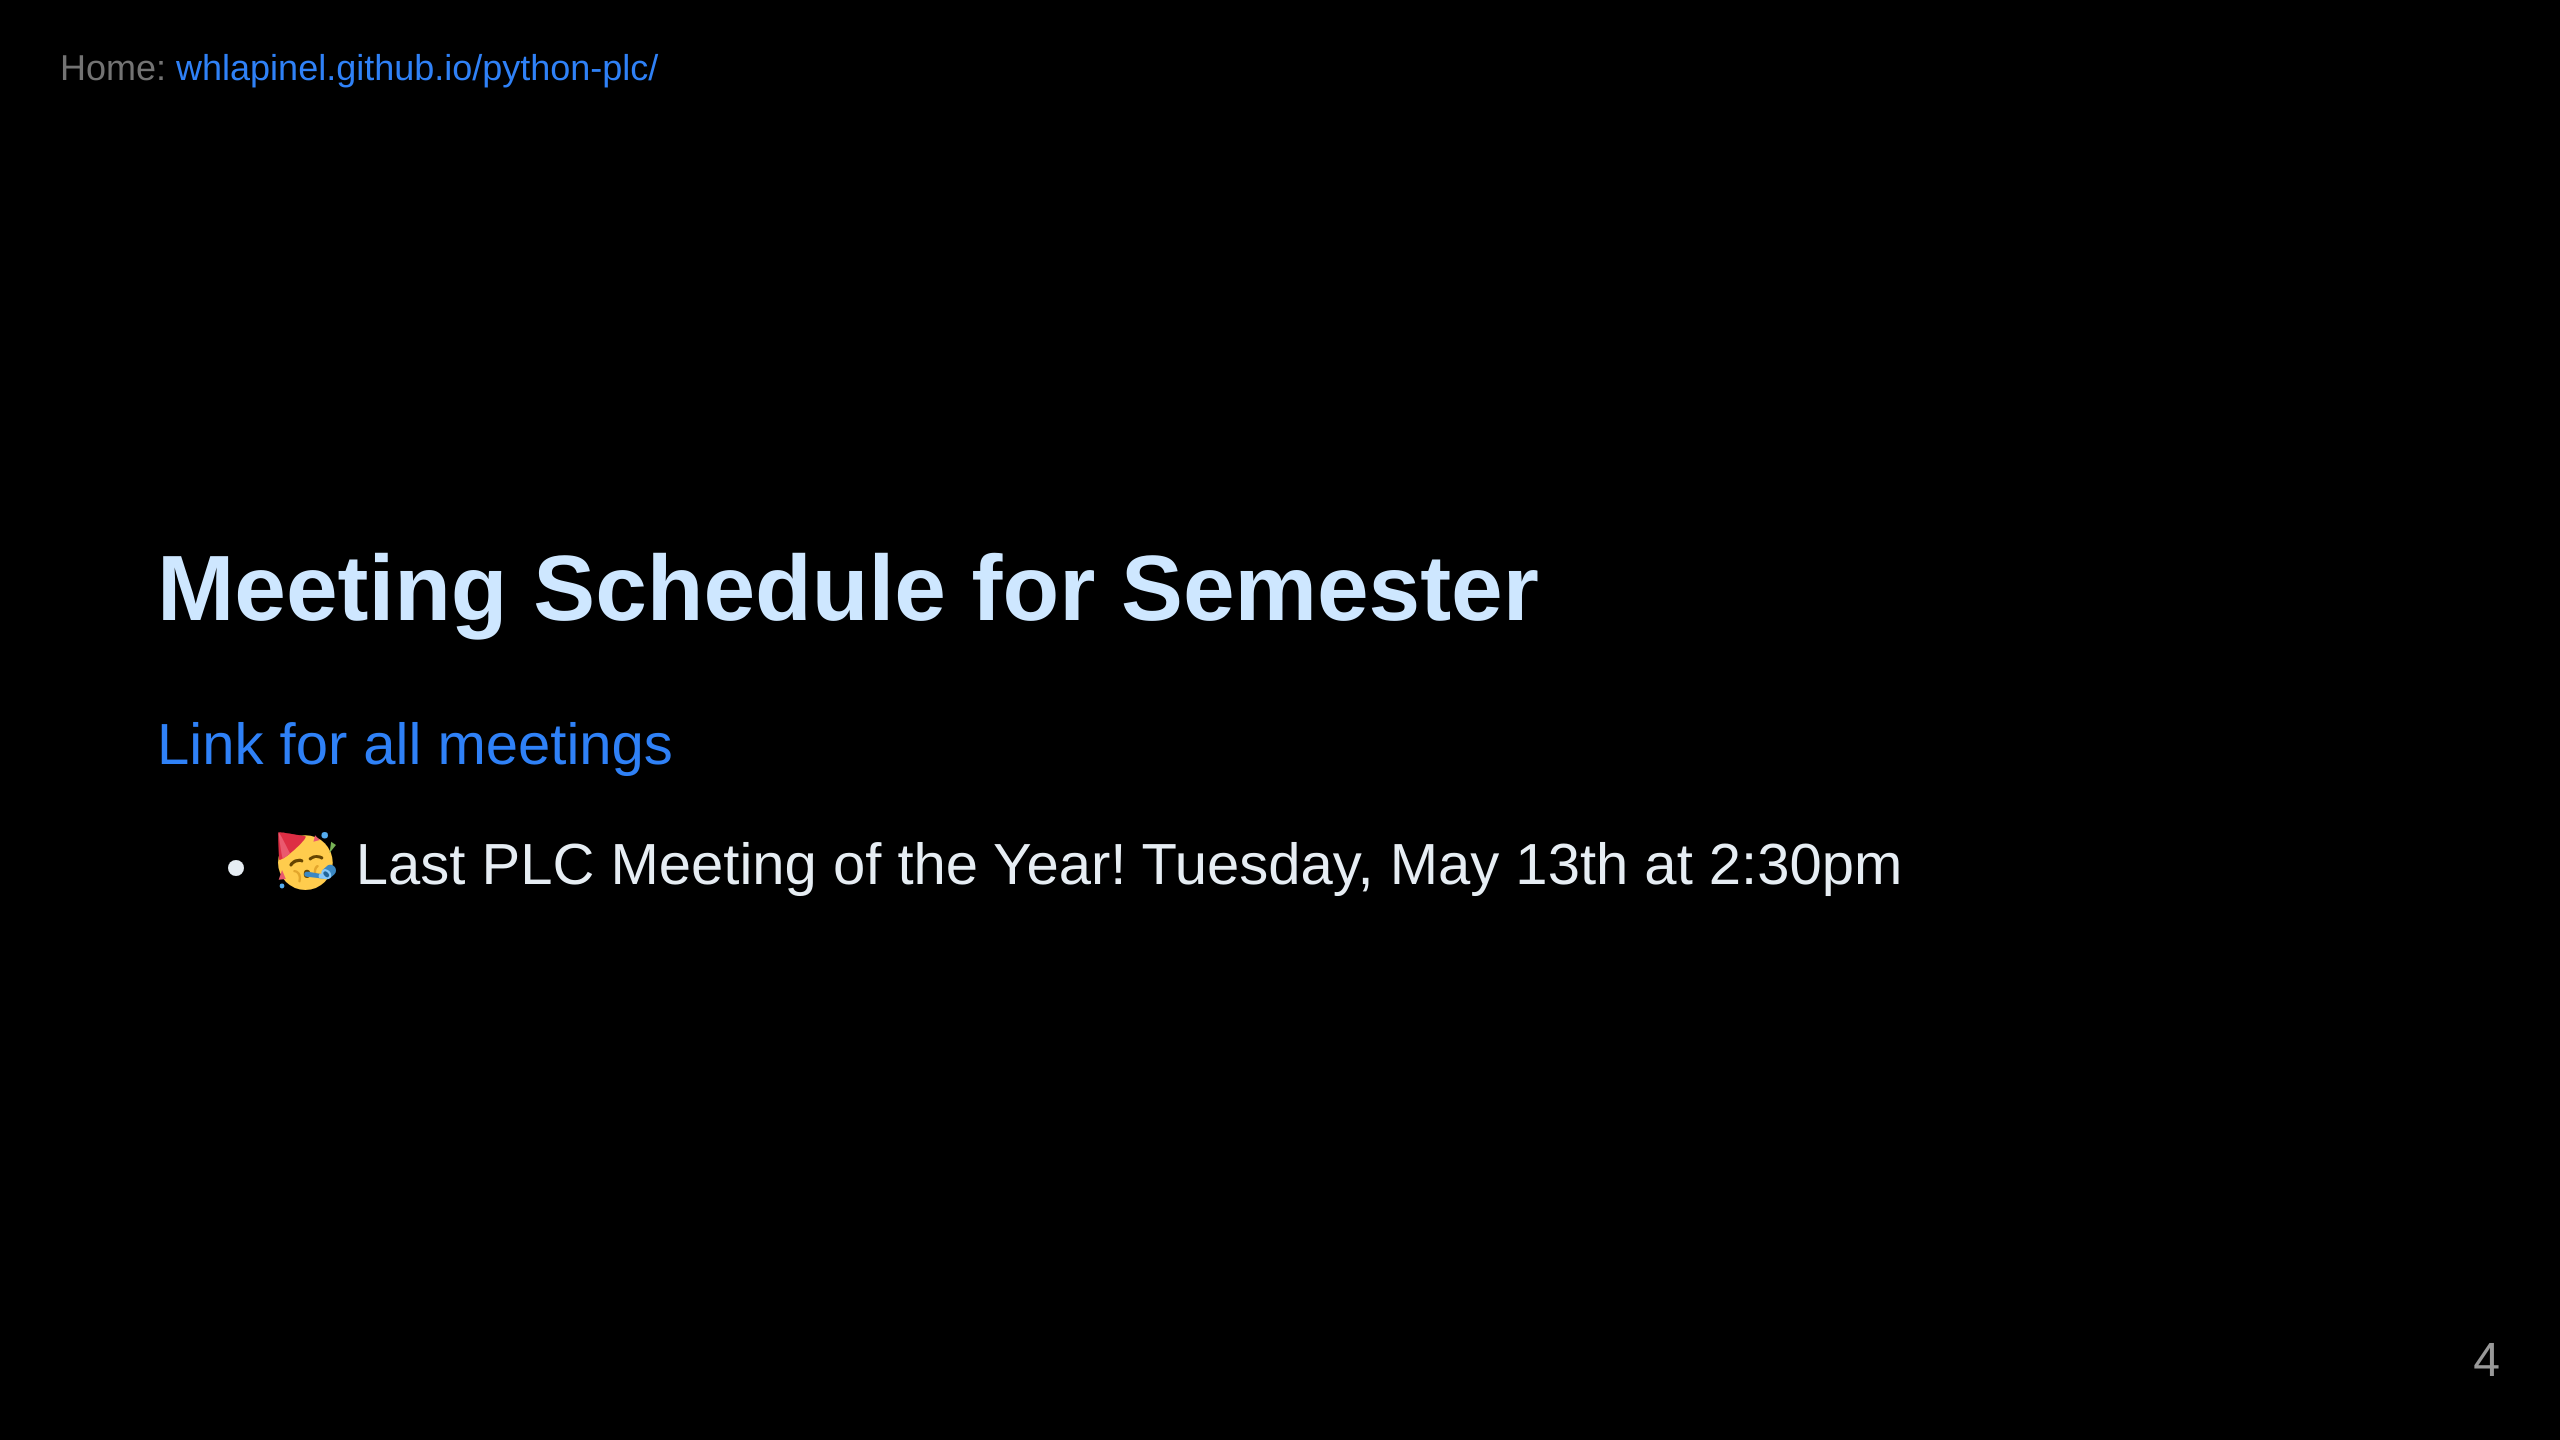 Home: whlapinel.github.io/python-plc/
Meeting Schedule for Semester
Link for all meetings
• 🥳 Last PLC Meeting of the Year! Tuesday, May 13th at 2:30pm
4